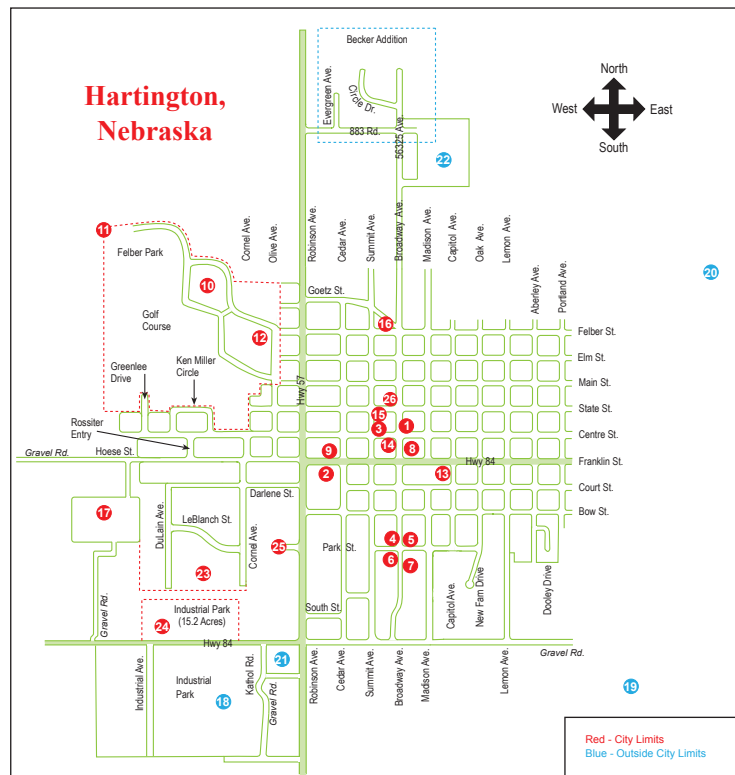 Becker Addition
Hartington,
Nebraska
North
West
East
South
Evergreen Ave.
Circle Dr.
883 Rd.
56325 Ave.
22
11
Felber Park
Cornel Ave.
Olive Ave.
Robinson Ave.
Cedar Ave.
Summit Ave.
Broadway Ave.
Madison Ave.
Capitol Ave.
Oak Ave.
Lemon Ave.
Aberley Ave.
Portland Ave.
20
10
Goetz St.
Golf
Course
16
12
Felber St.
Elm St.
Main St.
State St.
Centre St.
Franklin St.
Court St.
Bow St.
Greenlee
Drive
Ken Miller
Circle
Hwy 57
26
15
3
1
Rossiter
Entry
14
8
9
Gravel Rd.
Hoese St.
Hwy 84
2
13
Darlene St.
17
DuLain Ave.
LeBlanch St.
Cornel Ave.
25
Park St.
4
5
6
7
23
Capitol Ave.
New Fam Drive
Dooley Drive
Gravel Rd.
Industrial Park
(15.2 Acres)
24
South St.
Hwy 84
Gravel Rd.
Industrial Ave.
Industrial
Park
18
Kathol Rd.
21
Gravel Rd.
Robinson Ave.
Cedar Ave.
Summit Ave.
Broadway Ave.
Madison Ave.
Lemon Ave.
19
Red - City Limits
Blue - Outside City Limits